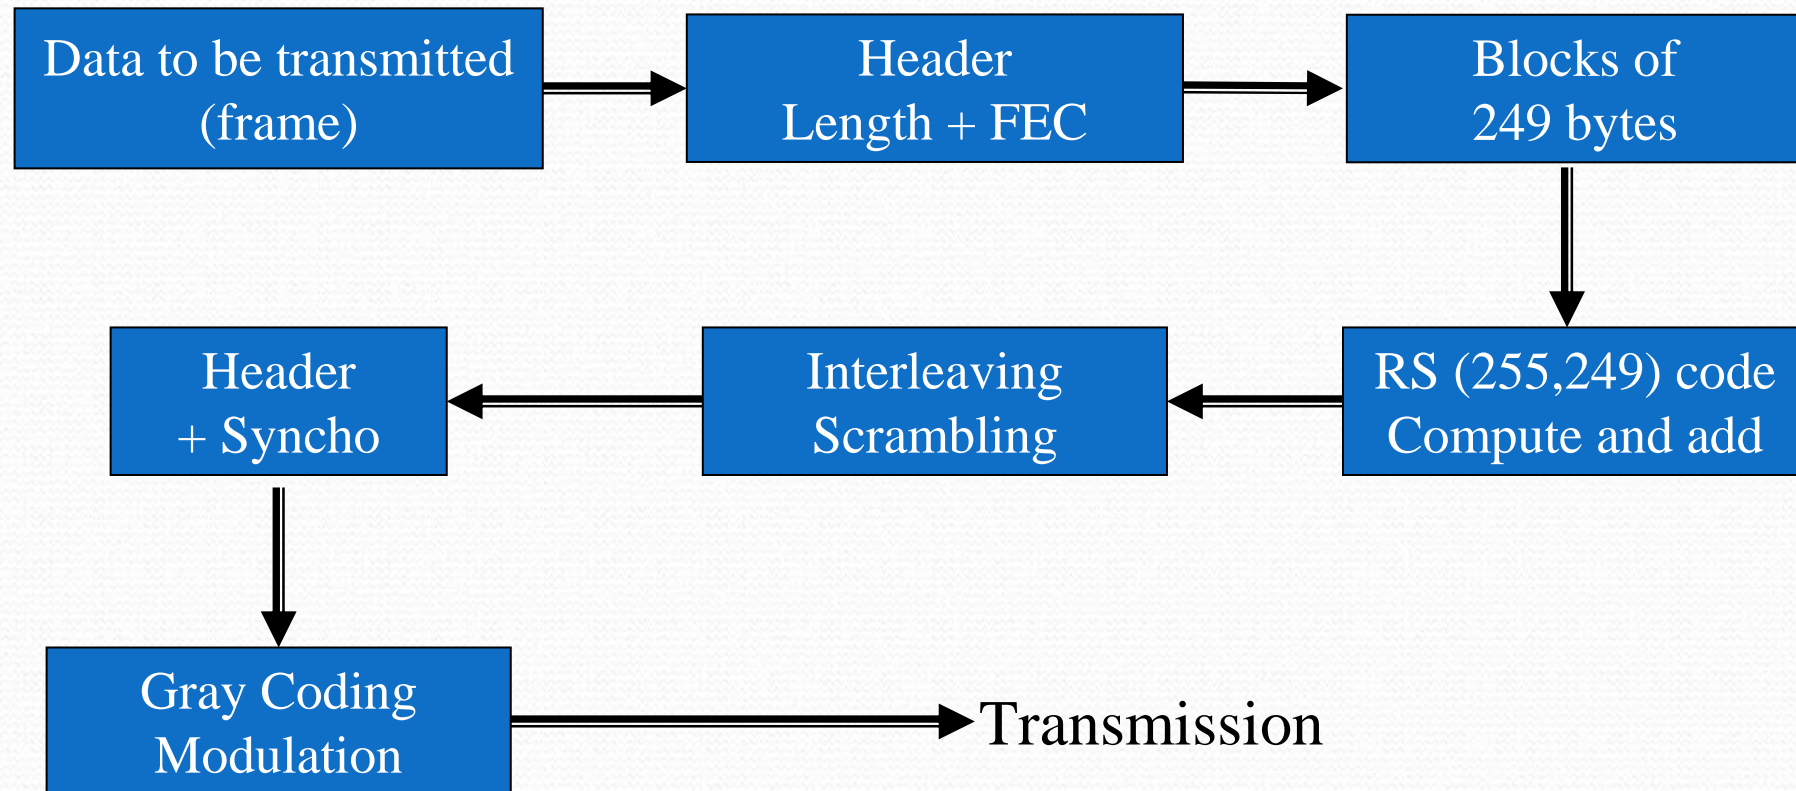 Data to be transmitted
(frame)
Header
Length + FEC
Blocks of
249 bytes
RS (255,249) code
Compute and add
Interleaving
Scrambling
Header
+ Syncho
Gray Coding
Modulation
Transmission